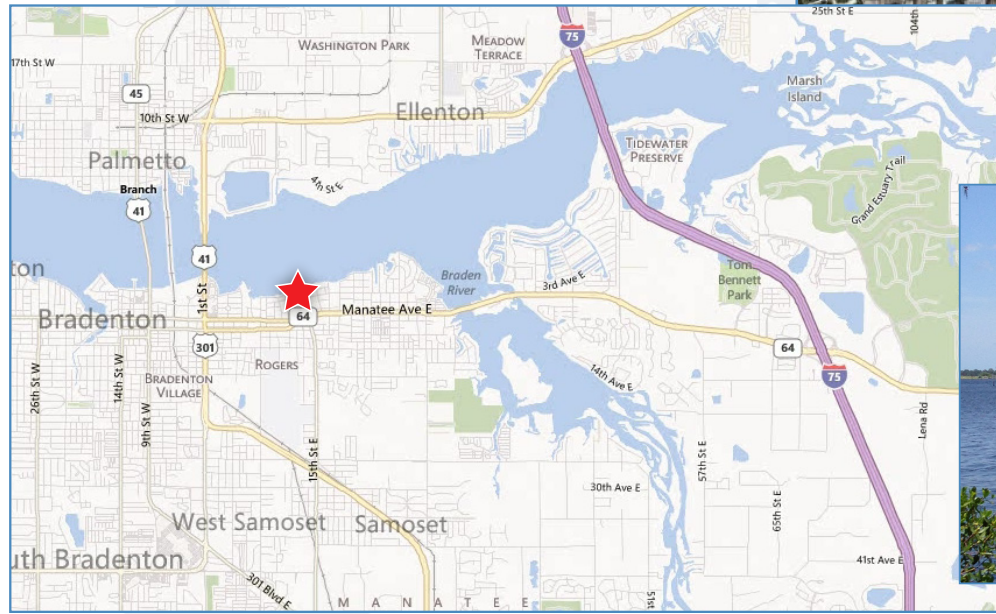 25th St E
104th
75
MEADOW
TERRACE
WASHINGTON PARK
17th St W
45
10th St W
Ellenton
Marsh
Island
TIDEWATER
PRESERVE
Palmetto
Branch
41
4th St E
Grand Estuary Trail
41
ton
1st St
Braden
River
3rd Ave E
Tom
Bennett
Park
Bradenton
64
Manatee Ave E
301
64
ROGERS
75
BRADENTON
VILLAGE
14th Ave E
26th St W
14th St W
9th St W
15th St E
57th St E
Lena Rd
30th Ave E
65th St E
West Samoset
Samoset
uth Bradenton
41st Ave E
301 Blvd E
MANATEE
51st